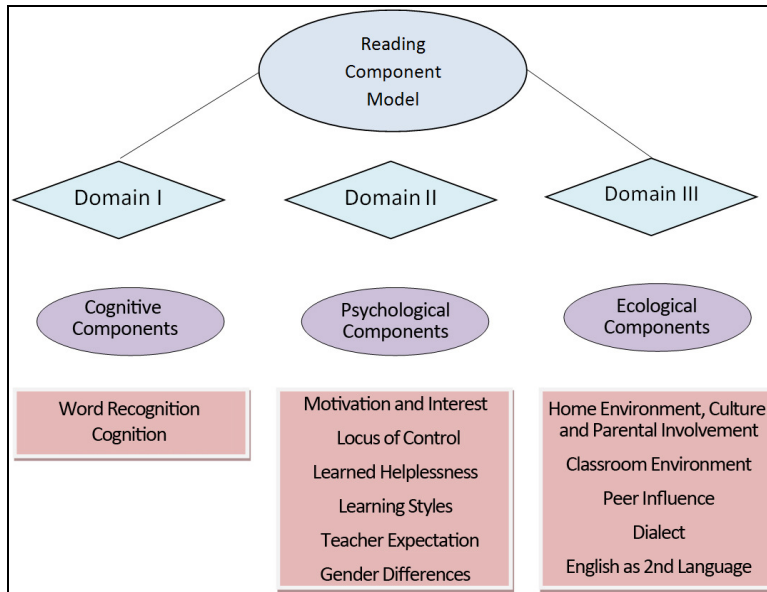 Reading
Component
Model
Domain I
Domain II
Domain III
Cognitive
Components
Psychological
Components
Ecological
Components
Word Recognition
Cognition
Motivation and Interest
Locus of Control
Learned Helplessness
Learning Styles
Teacher Expectation
Gender Differences
Home Environment, Culture
and Parental Involvement
Classroom Environment
Peer Influence
Dialect
English as 2nd Language